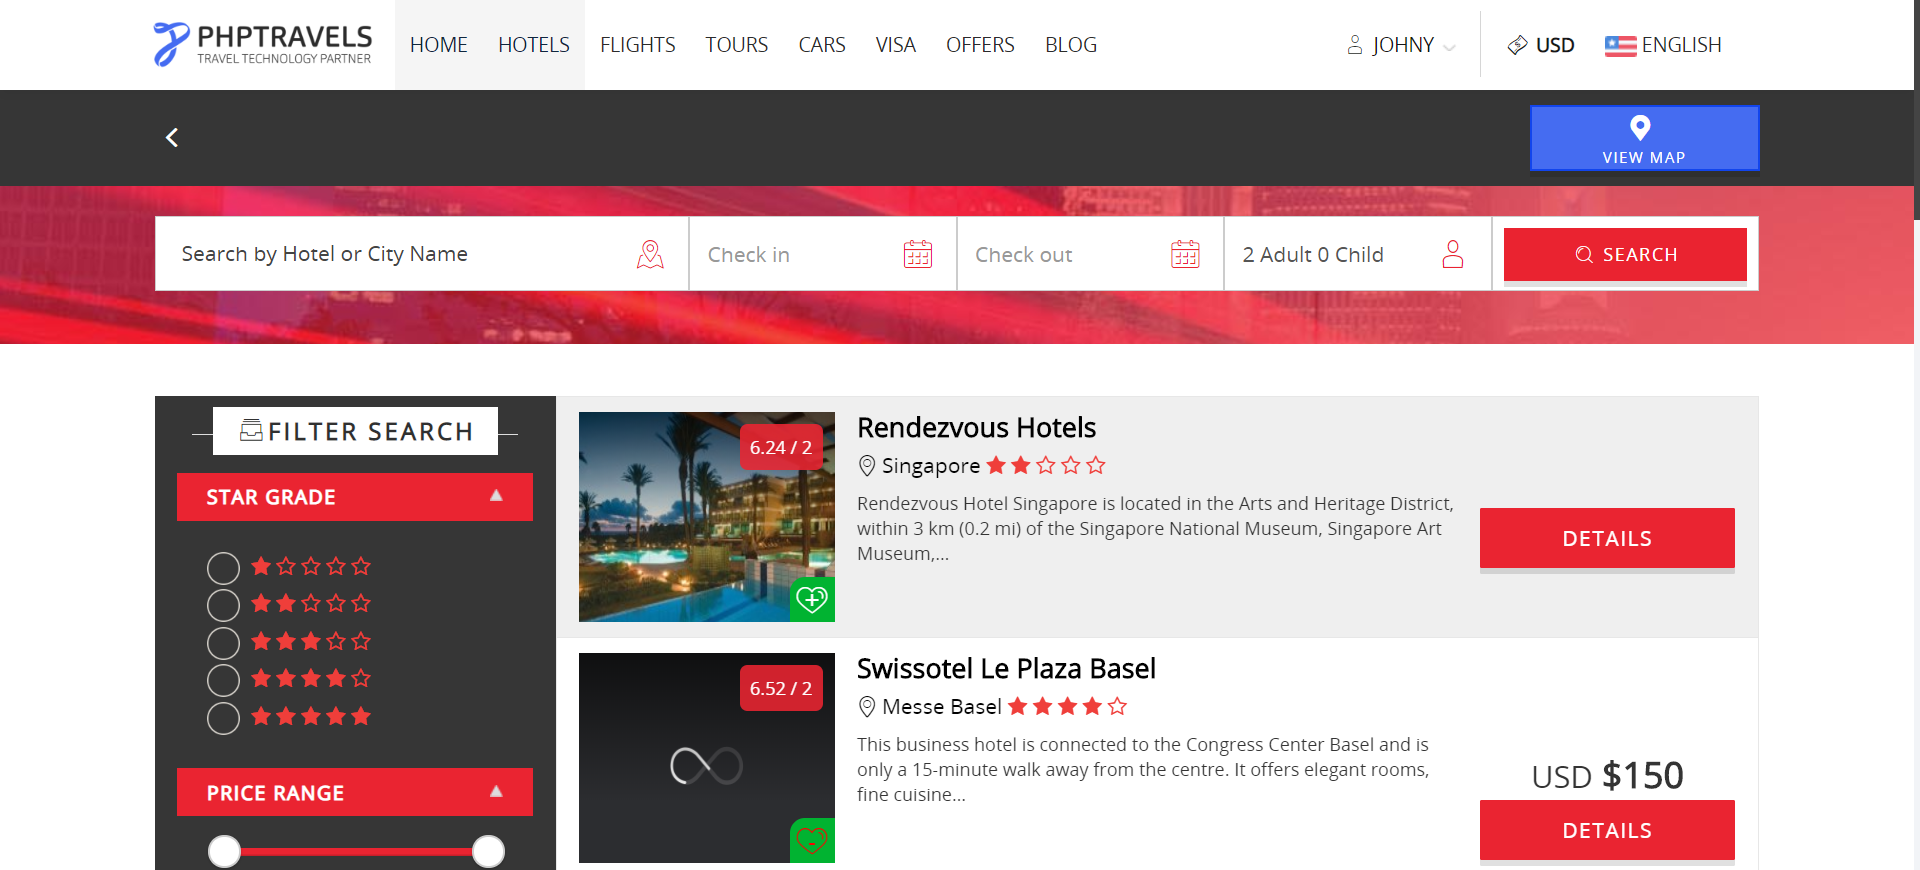 PHPTRAVELS
TRAVEL TECHNOLOGY PARTNER
HOME HOTELS FLIGHTS TOURS CARS VISA OFFERS BLOG
JOHNY USD ENGLISH
VIEW MAP
Search by Hotel or City Name
Check in
Check out
2 Adult 0 Child
SEARCH
FILTER SEARCH
STAR GRADE
PRICE RANGE
6.24 / 2
Rendezvous Hotels
Singapore
Rendezvous Hotel Singapore is located in the Arts and Heritage District,
within 3 km (0.2 mi) of the Singapore National Museum, Singapore Art
Museum,...
DETAILS
6.52 / 2
Swissotel Le Plaza Basel
Messe Basel
This business hotel is connected to the Congress Center Basel and is
only a 15-minute walk away from the centre. It offers elegant rooms,
fine cuisine...
USD $150
DETAILS